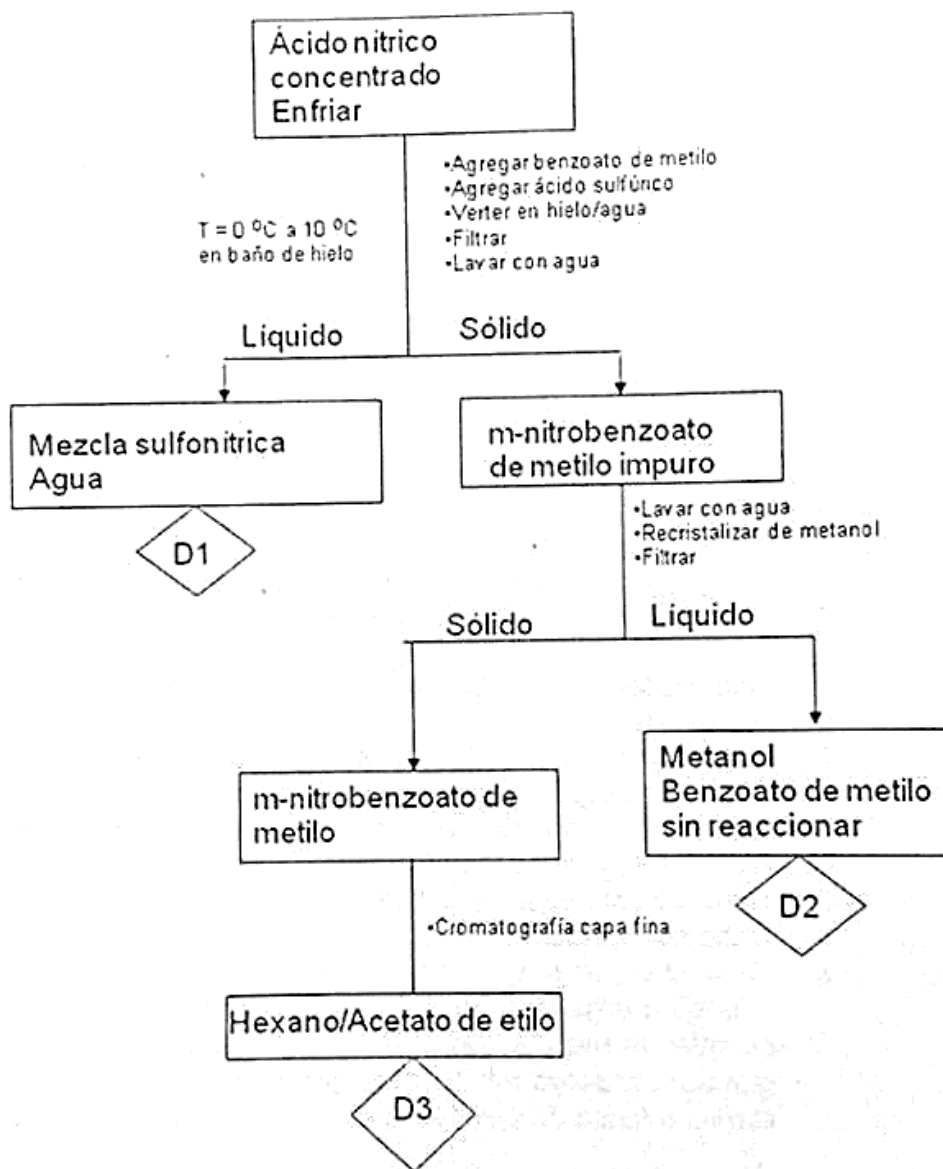 Ácido nítrico
concentrado
Enfriar
•Agregar benzoato de metilo
•Agregar ácido sulfúrico
•Verter en hielo/agua
•Filtrar
•Lavar con agua
T = 0 ºC a 10 ºC
en baño de hielo
Líquido
Sólido
Mezcla sulfonítrica
Agua
D1
m-nitrobenzoato
de metilo impuro
•Lavar con agua
•Recristalizar de metanol
•Filtrar
Sólido
Líquido
m-nitrobenzoato de
metilo
Metanol
Benzoato de metilo
sin reaccionar
D2
•Cromatografía capa fina
Hexano/Acetato de etilo
D3